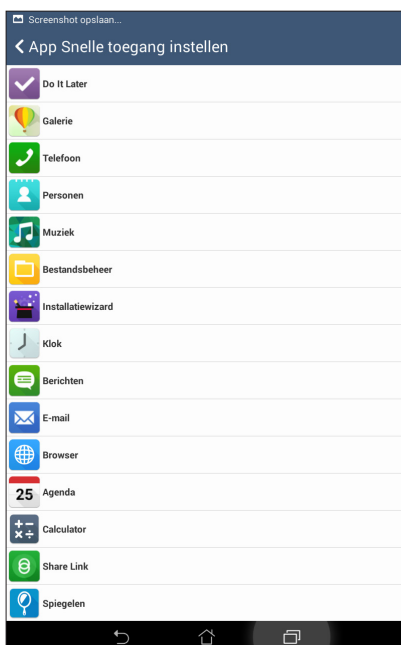 Screenshot opslaan...
App Snelle toegang instellen
Do It Later
Galerie
Telefoon
Personen
Muziek
Bestandsbeheer
Installatiewizard
Klok
Berichten
E-mail
Browser
25 Agenda
Calculator
Share Link
Spiegelen